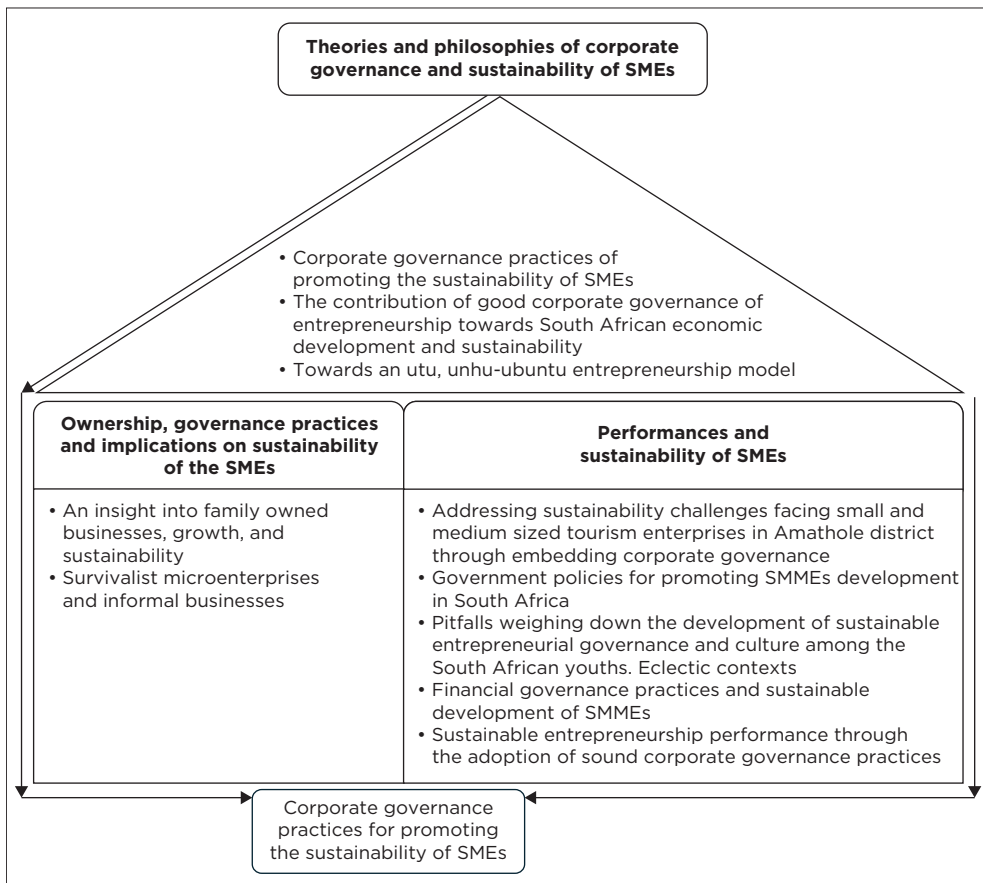 Theories and philosophies of corporate
governance and sustainability of SMEs
• Corporate governance practices of
promoting the sustainability of SMEs
• The contribution of good corporate governance of
entrepreneurship towards South African economic
development and sustainability
• Towards an utu, unhu-ubuntu entrepreneurship model
Ownership, governance practices
and implications on sustainability
of the SMEs
• An insight into family owned
businesses, growth, and
sustainability
• Survivalist microenterprises
and informal businesses
Performances and
sustainability of SMEs
• Addressing sustainability challenges facing small and
medium sized tourism enterprises in Amathole district
through embedding corporate governance
• Government policies for promoting SMMEs development
in South Africa
• Pitfalls weighing down the development of sustainable
entrepreneurial governance and culture among the
South African youths. Eclectic contexts
• Financial governance practices and sustainable
development of SMMEs
• Sustainable entrepreneurship performance through
the adoption of sound corporate governance practices
Corporate governance
practices for promoting
the sustainability of SMEs